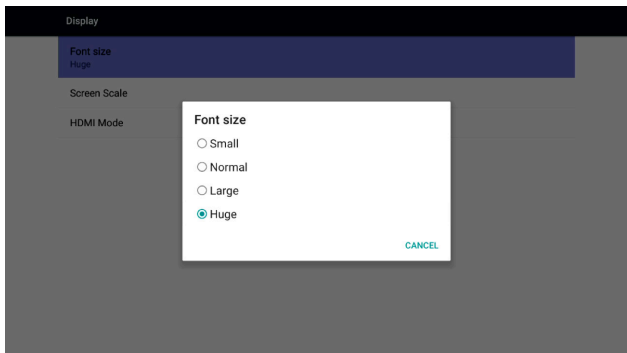 Display
Font size
Huge
Screen Scale
HDMI Mode
Font size
Small
Normal
Large
Huge
CANCEL